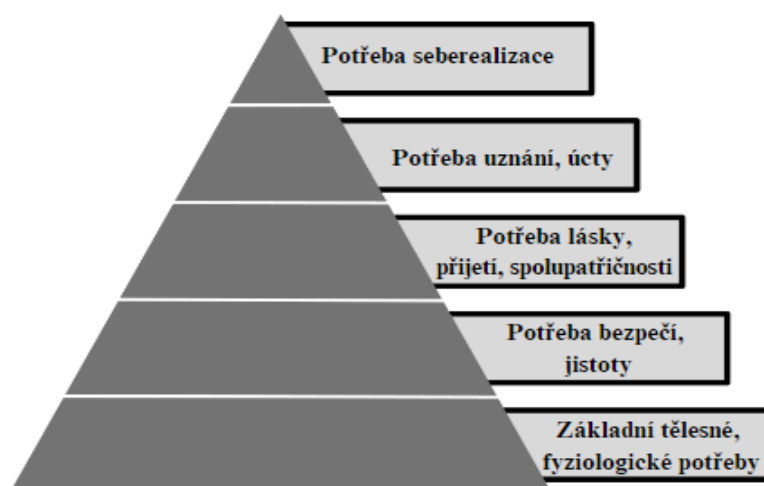 Potřeba seberealizace
Potřeba uznání, úcty
Potřeba lásky,
přijetí, spolupatřičnosti
Potřeba bezpečí,
jistoty
Základní tělesné,
fyziologické potřeby